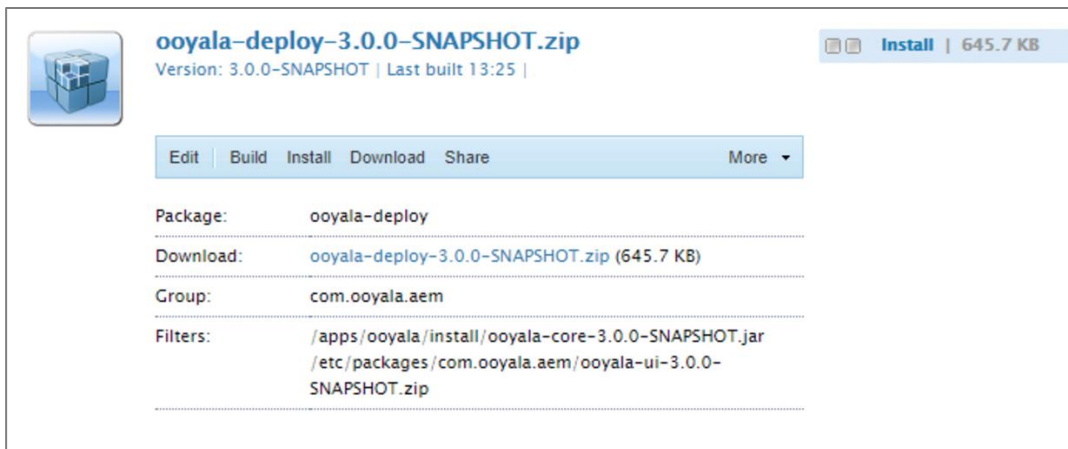 ooyala-deploy-3.0.0-SNAPSHOT.zip
Install | 645.7 KB
Version: 3.0.0-SNAPSHOT | Last built 13:25 |
Edit Build Install Download Share More
Package: ooyala-deploy
Download: ooyala-deploy-3.0.0-SNAPSHOT.zip (645.7 KB)
Group: com.ooyala.aem
Filters: /apps/ooyala/install/ooyala-core-3.0.0-SNAPSHOT.jar
/etc/packages/com.ooyala.aem/ooyala-ui-3.0.0-
SNAPSHOT.zip